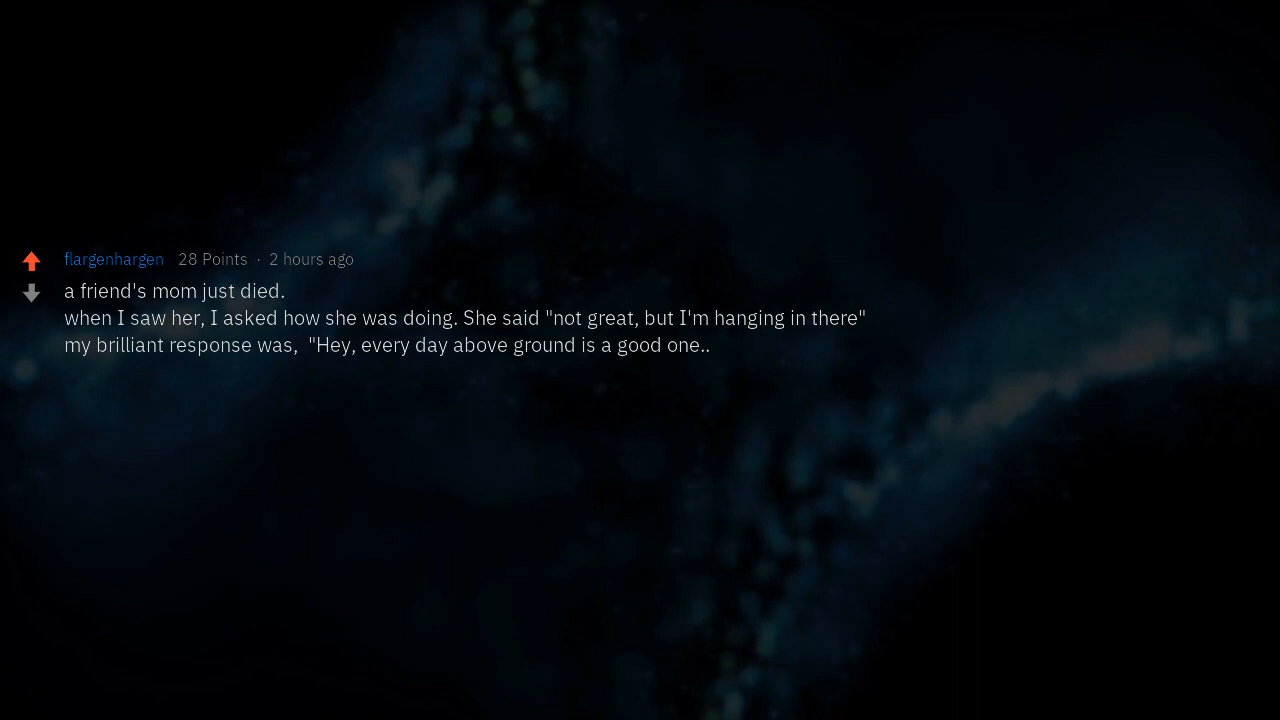 flargenhargen 28 Points · 2 hours ago
a friend's mom just died.
when I saw her, I asked how she was doing. She said "not great, but I'm hanging in there"
my brilliant response was,  "Hey, every day above ground is a good one..